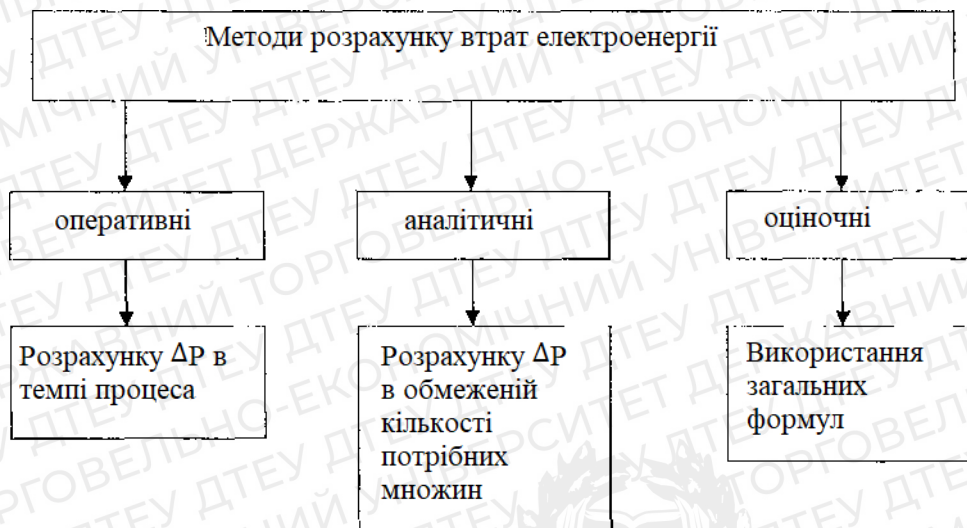 Методи розрахунку втрат електроенергії
оперативні
аналітичні
оціночні
Розрахунку ΔР в
темпі процеса
Розрахунку ΔР
в обмеженій
кількості
потрібних
множин
Використання
загальних
формул